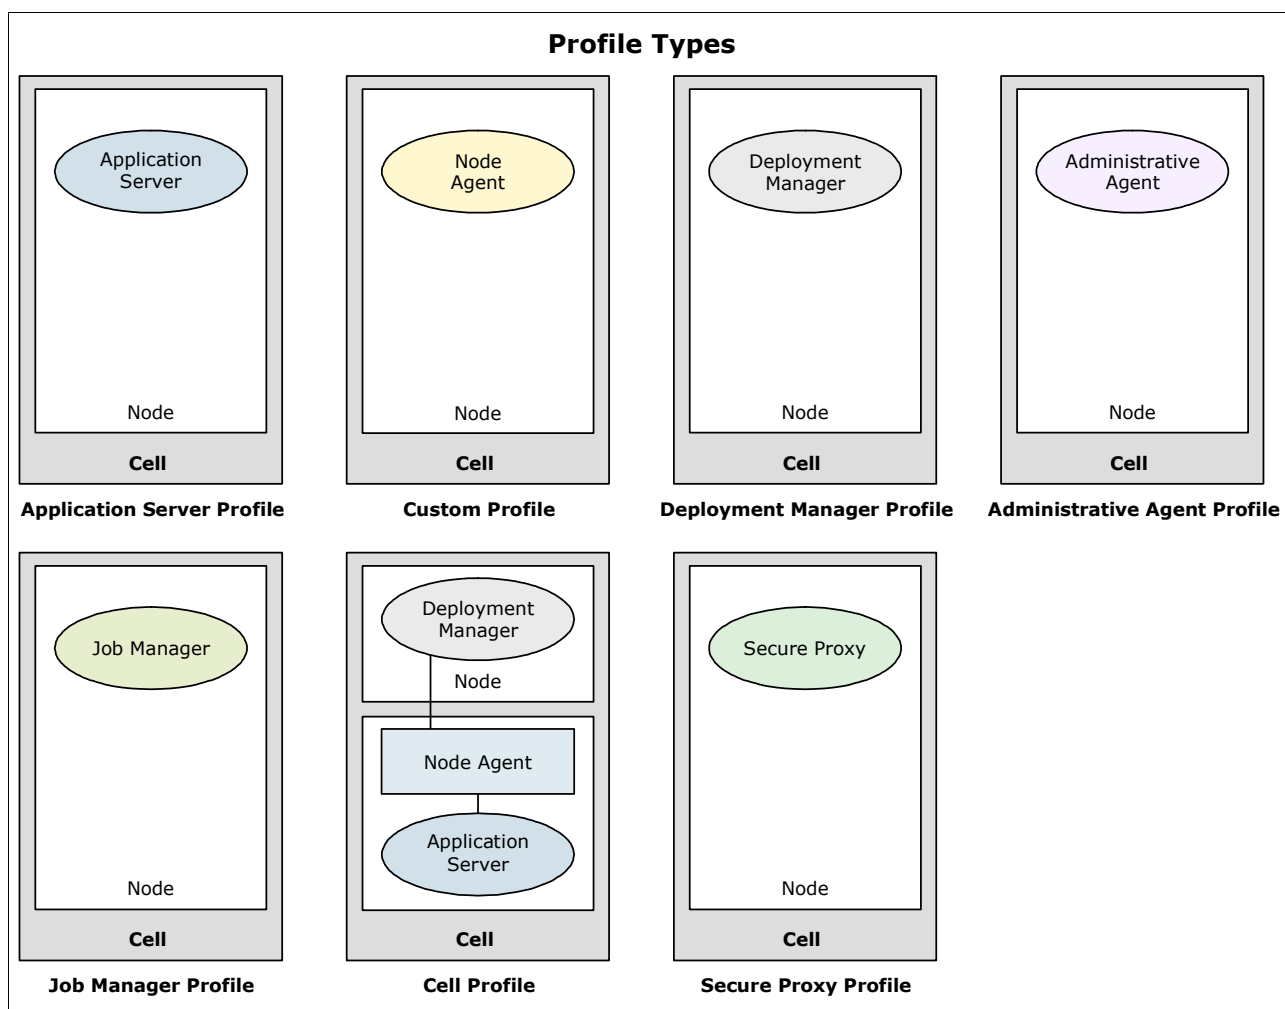 Profile Types
Application
Server
Node
Cell
Application Server Profile
Node
Agent
Node
Cell
Custom Profile
Deployment
Manager
Node
Cell
Deployment Manager Profile
Administrative
Agent
Node
Cell
Administrative Agent Profile
Job Manager
Node
Cell
Job Manager Profile
Deployment
Manager
Node
Node Agent
Application
Server
Cell
Cell Profile
Secure Proxy
Node
Cell
Secure Proxy Profile